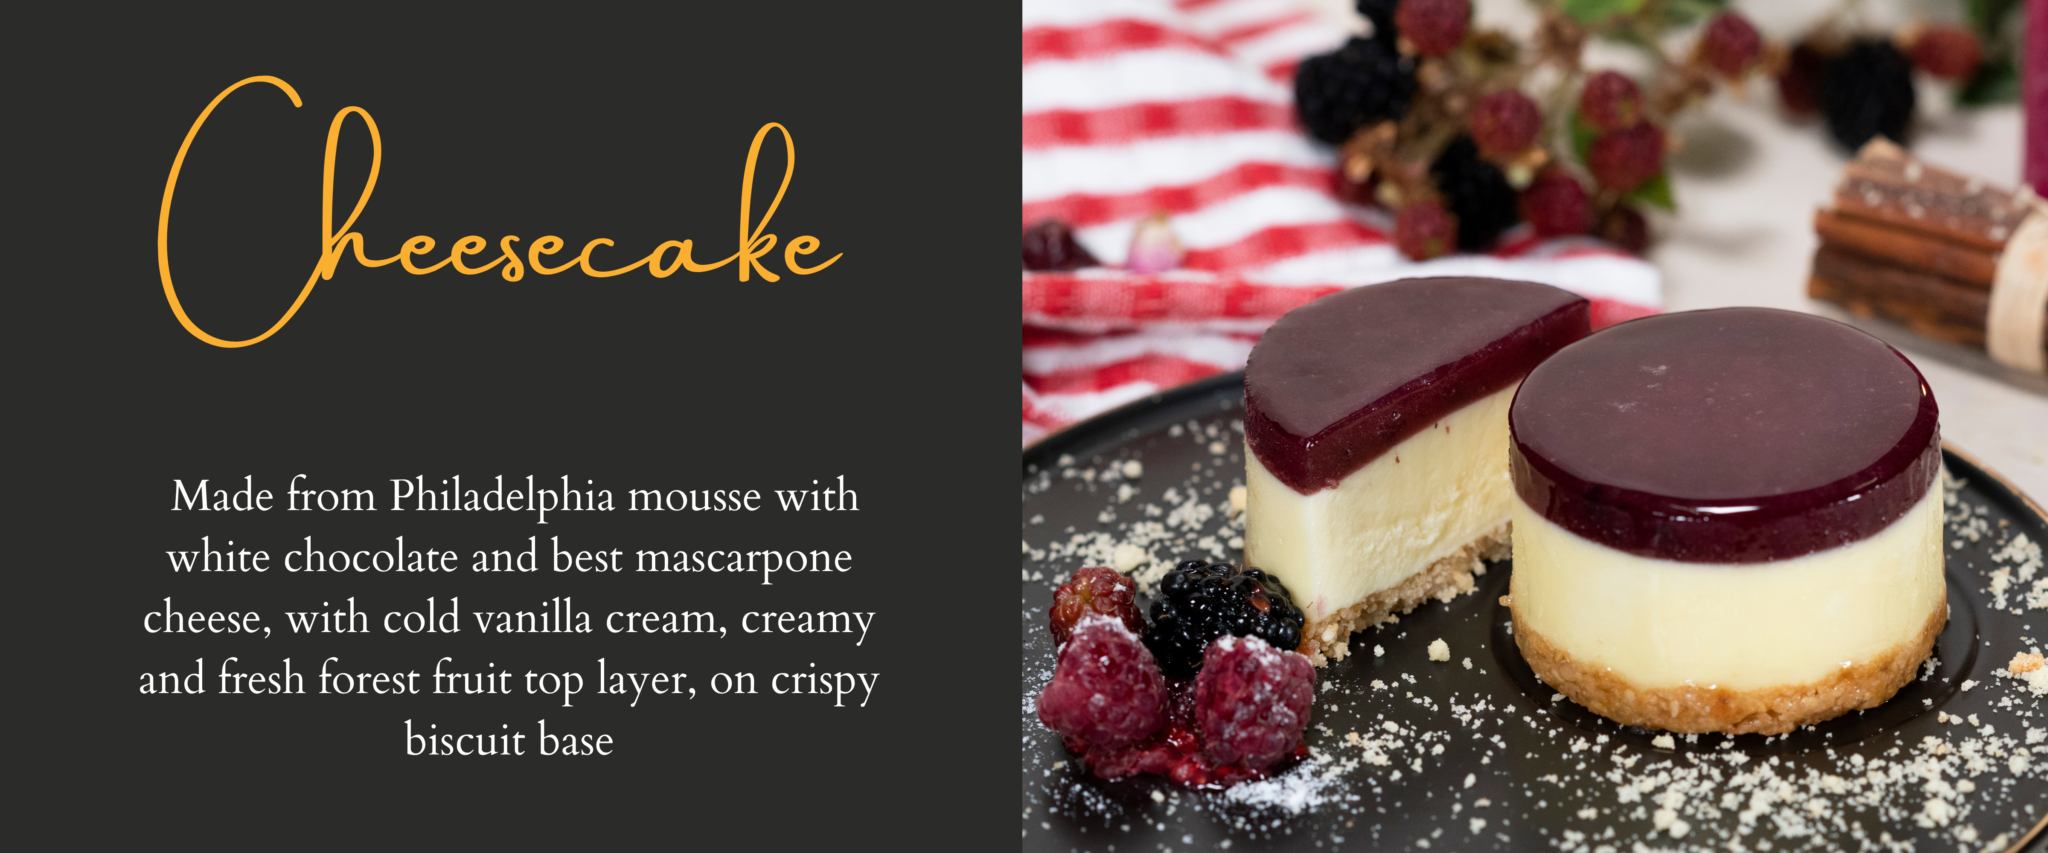 Cheesecake
Made from Philadelphia mousse with
white chocolate and best mascarpone
cheese, with cold vanilla cream, creamy
and fresh forest fruit top layer, on crispy
biscuit base